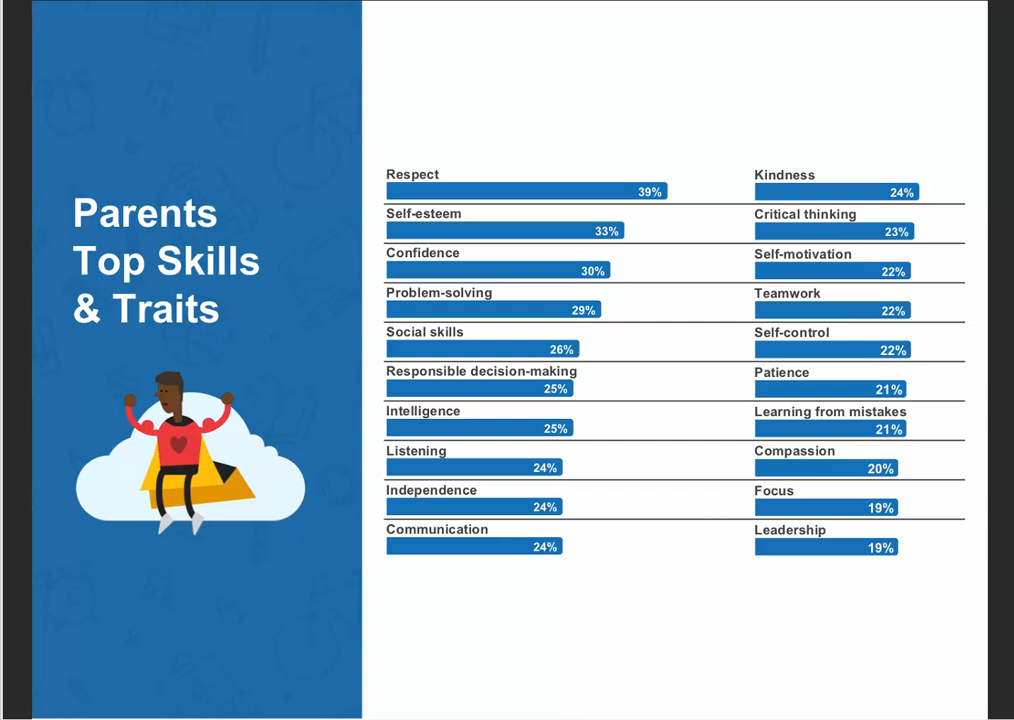 Parents
Top Skills
& Traits
Respect
39%
Self-esteem
33%
Confidence
30%
Problem-solving
29%
Social skills
26%
Responsible decision-making
25%
Intelligence
25%
Listening
24%
Independence
24%
Communication
24%
Kindness
24%
Critical thinking
23%
Self-motivation
22%
Teamwork
22%
Self-control
22%
Patience
21%
Learning from mistakes
21%
Compassion
20%
Focus
19%
Leadership
19%